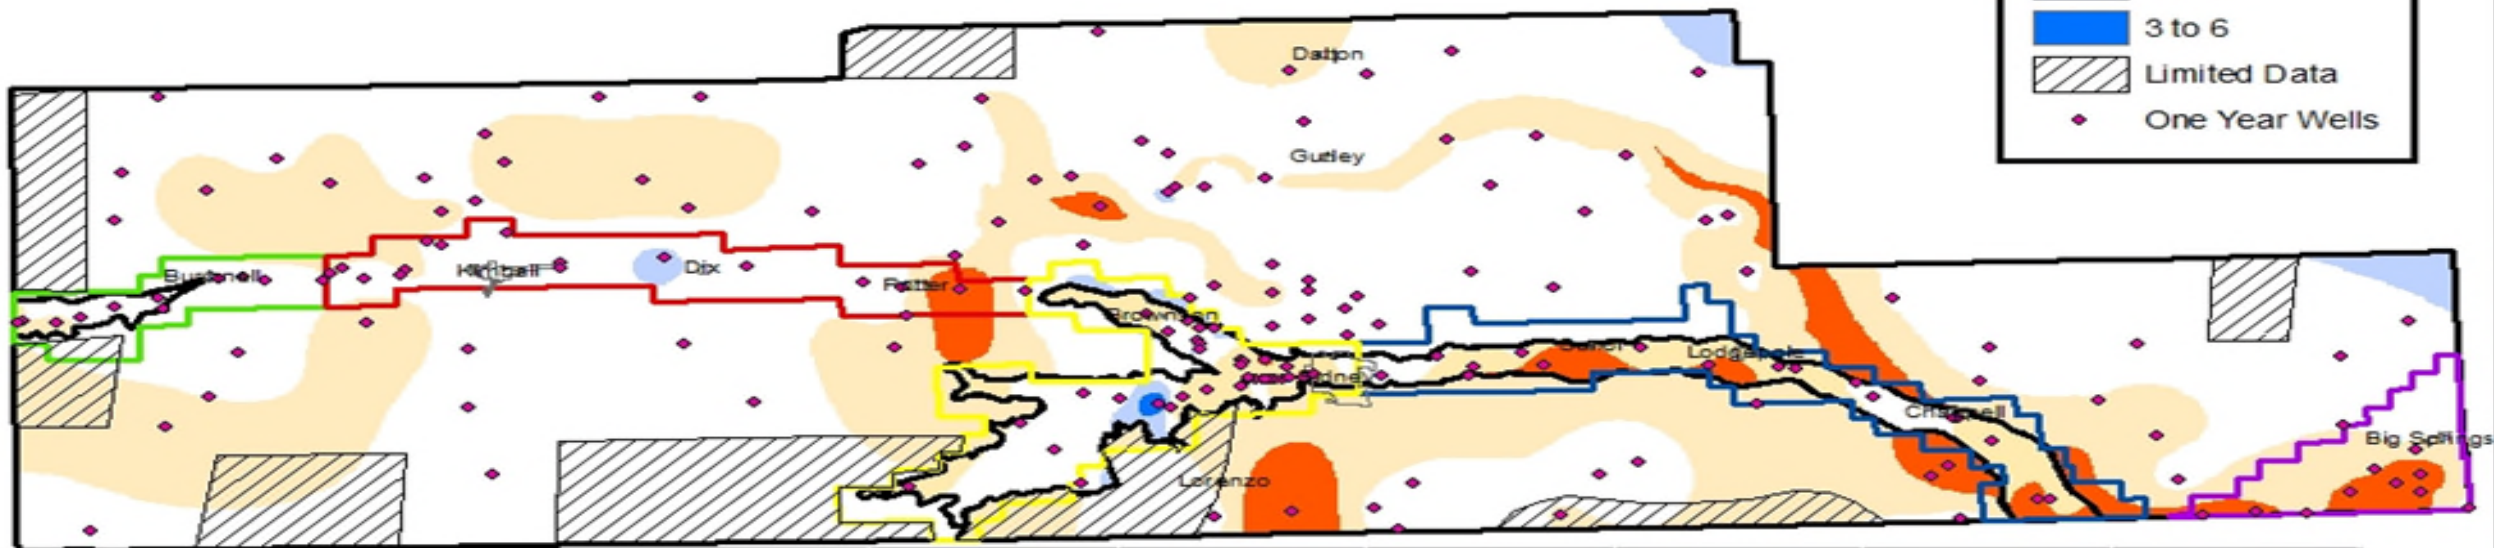 3 to 6
Limited Data
One Year Wells
Dalton
Gurley
Bushnell
Kimball
Dix
Potter
Brownson
Sidney
Sunol
Lodgepole
Chappell
Big Springs
Lorenzo